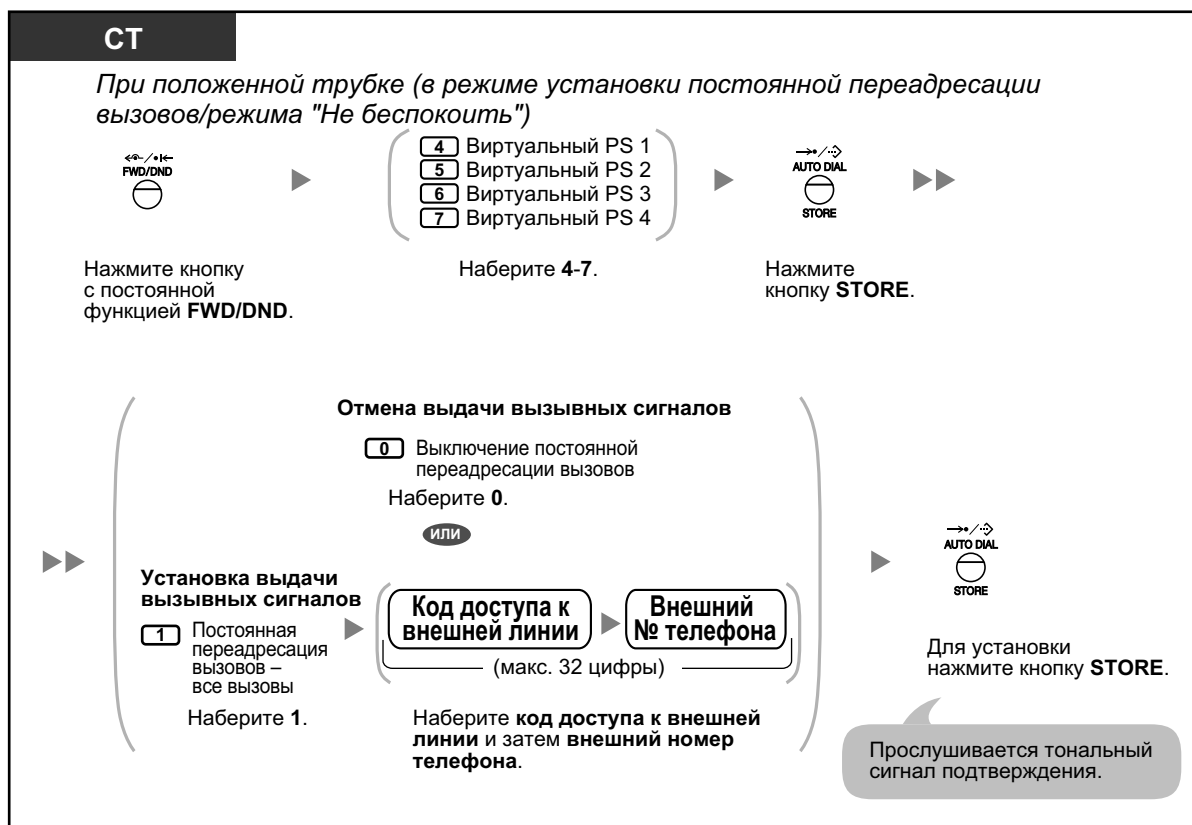 СТ
При положенной трубке (в режиме установки постоянной переадресации
вызовов/режима "Не беспокоить")
FWD/DND
4 Виртуальный PS 1
5 Виртуальный PS 2
6 Виртуальный PS 3
7 Виртуальный PS 4
AUTO DIAL
STORE
Нажмите кнопку
с постоянной
функцией FWD/DND.
Наберите 4-7.
Нажмите
кнопку STORE.
Отмена выдачи вызывных сигналов
0 Выключение постоянной
переадресации вызовов
Наберите 0.
или
Установка выдачи
вызывных сигналов
1 Постоянная
переадресация
вызовов –
все вызовы
Наберите 1.
Код доступа к
внешней линии
Внешний
№ телефона
(макс. 32 цифры)
Наберите код доступа к внешней
линии и затем внешний номер
телефона.
AUTO DIAL
STORE
Для установки
нажмите кнопку STORE.
Прослушивается тональный
сигнал подтверждения.